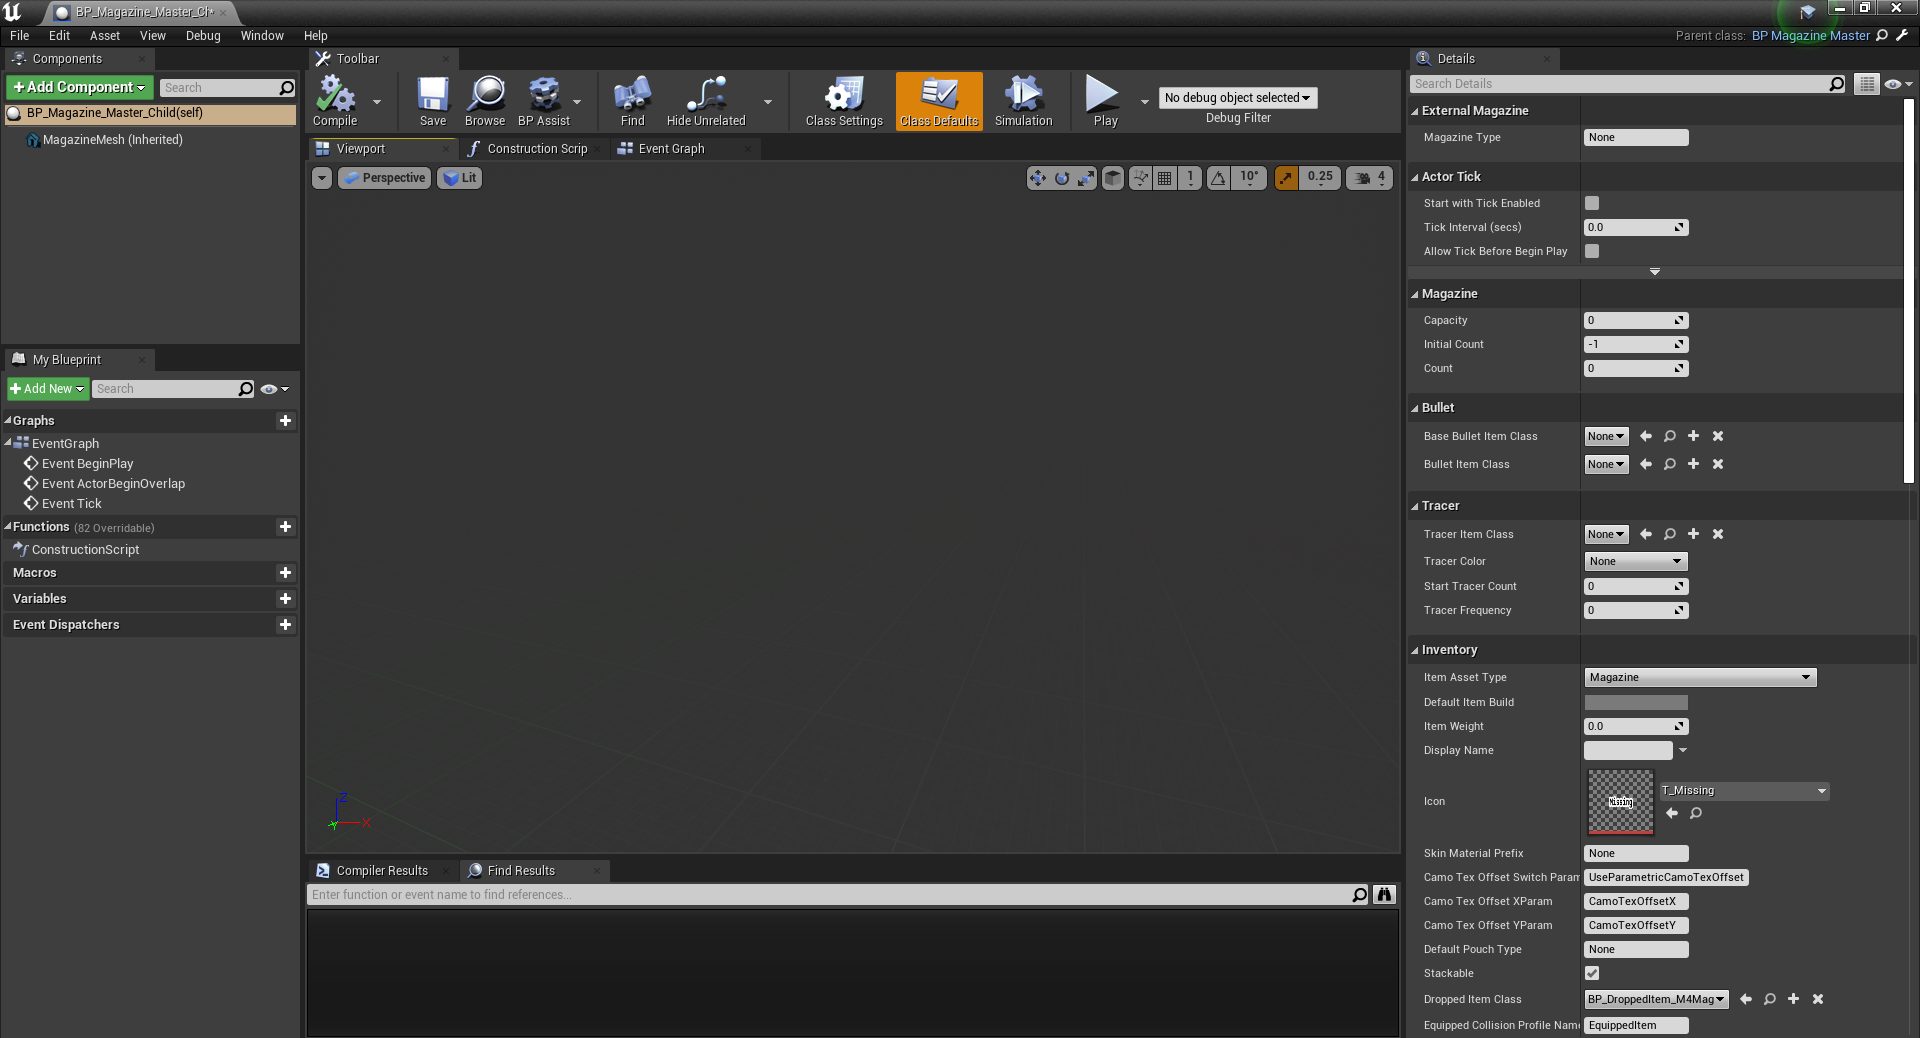 BP_Magazine_Master_Ch*
File Edit Asset View Debug Window Help
Parent class: BP Magazine Master
Components
+Add Component
Search
BP_Magazine_Master_Child(self)
MagazineMesh (Inherited)
My Blueprint
+Add New
Search
Graphs
EventGraph
Event BeginPlay
Event ActorBeginOverlap
Event Tick
Functions (82 Overridable)
ConstructionScript
Macros
Variables
Event Dispatchers
Toolbar
Compile
Save
Browse
BP Assist
Find
Hide Unrelated
Class Settings
Class Defaults
Simulation
Play
No debug object selected
Debug Filter
Viewport
Construction Scrip
Event Graph
Perspective
Lit
1
10°
0.25
4
Z
Y
X
Compiler Results
Find Results
Enter function or event name to find references...
Details
Search Details
External Magazine
Magazine Type None
Actor Tick
Start with Tick Enabled
Tick Interval (secs) 0.0
Allow Tick Before Begin Play
Magazine
Capacity 0
Initial Count -1
Count 0
Bullet
Base Bullet Item Class None
Bullet Item Class None
Tracer
Tracer Item Class None
Tracer Color None
Start Tracer Count 0
Tracer Frequency 0
Inventory
Item Asset Type Magazine
Default Item Build
Item Weight 0.0
Display Name
Icon Missing T_Missing
Skin Material Prefix None
Camo Tex Offset Switch Param UseParametricCamoTexOffset
Camo Tex Offset XParam CamoTexOffsetX
Camo Tex Offset YParam CamoTexOffsetY
Default Pouch Type None
Stackable
Dropped Item Class BP_DroppedItem_M4Mag
Equipped Collision Profile Name EquippedItem